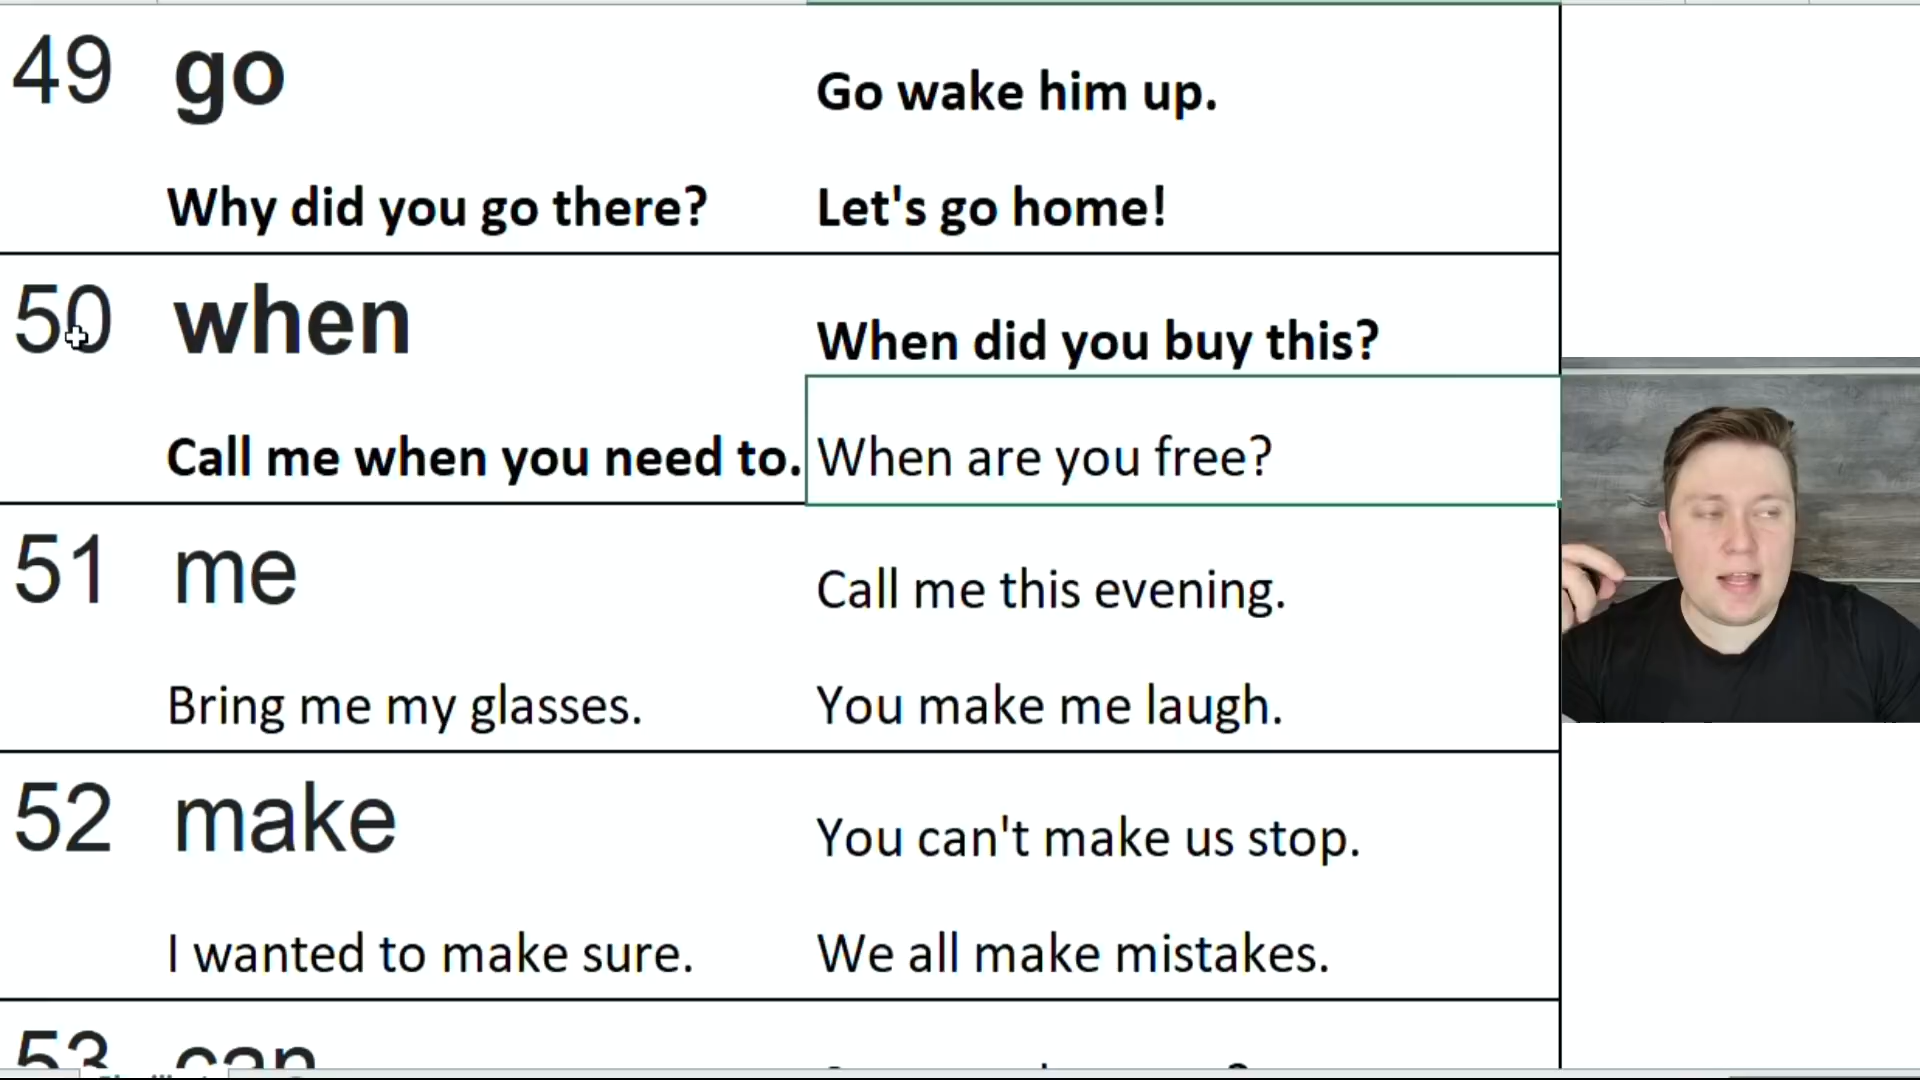 49 go Go wake him up.
Why did you go there? Let's go home!
50 when When did you buy this?
Call me when you need to. When are you free?
51 me Call me this evening.
Bring me my glasses. You make me laugh.
52 make You can't make us stop.
I wanted to make sure. We all make mistakes.
53 can